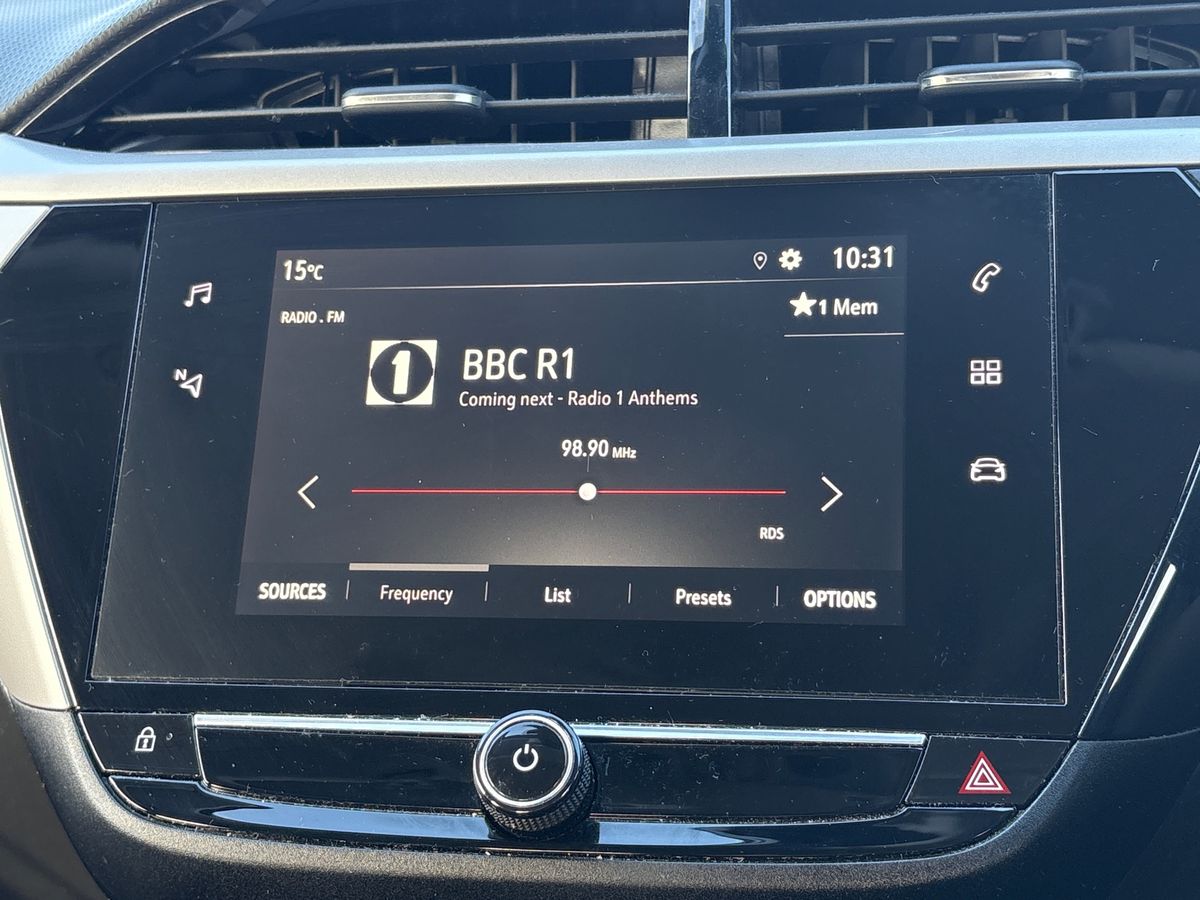 15°C 10:31
RADIO . FM
1 Mem
1 BBC R1
Coming next - Radio 1 Anthems
98.90 MHz
RDS
SOURCES Frequency List Presets OPTIONS
N